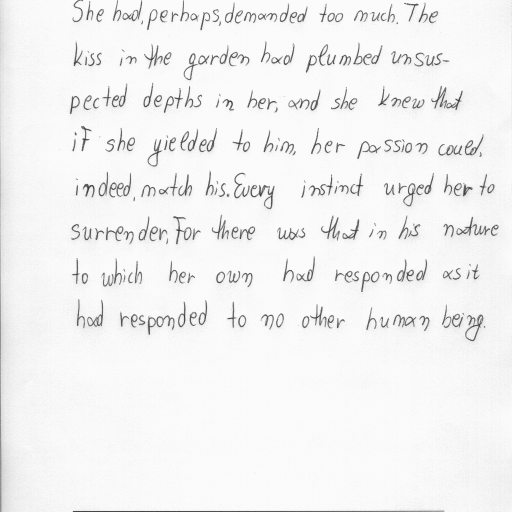 She had, perhaps, demanded too much. The
kiss in the garden had plumbed unsus-
pected depths in her, and she knew that
if she yielded to him, her passion could,
indeed, match his. Every instinct urged her to
surrender, For there was that in his nature
to which her own had responded as it
had responded to no other human being.